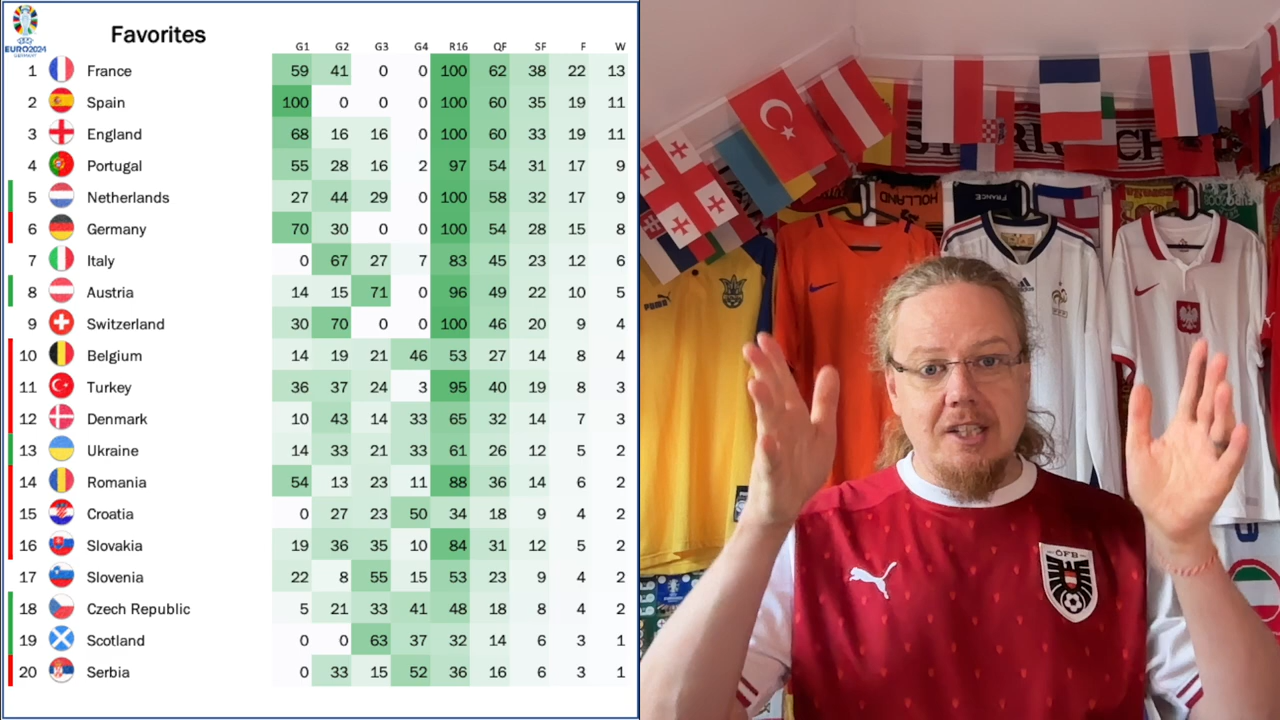 EURO2024
GERMANY
Favorites
G1 G2 G3 G4 R16 QF SF F W
1 France 59 41 0 0 100 62 38 22 13
2 Spain 100 0 0 0 100 60 35 19 11
3 England 68 16 16 0 100 60 33 19 11
4 Portugal 55 28 16 2 97 54 31 17 9
5 Netherlands 27 44 29 0 100 58 32 17 9
6 Germany 70 30 0 0 100 54 28 15 8
7 Italy 0 67 27 7 83 45 23 12 6
8 Austria 14 15 71 0 96 49 22 10 5
9 Switzerland 30 70 0 0 100 46 20 9 4
10 Belgium 14 19 21 46 53 27 14 8 4
11 Turkey 36 37 24 3 95 40 19 8 3
12 Denmark 10 43 14 33 65 32 14 7 3
13 Ukraine 14 33 21 33 61 26 12 5 2
14 Romania 54 13 23 11 88 36 14 6 2
15 Croatia 0 27 23 50 34 18 9 4 2
16 Slovakia 19 36 35 10 84 31 12 5 2
17 Slovenia 22 8 55 15 53 23 9 4 2
18 Czech Republic 5 21 33 41 48 18 8 4 2
19 Scotland 0 0 63 37 32 14 6 3 1
20 Serbia 0 33 15 52 36 16 6 3 1
HOLLAND
FRANCE
PUMA
adidas
ÖFB